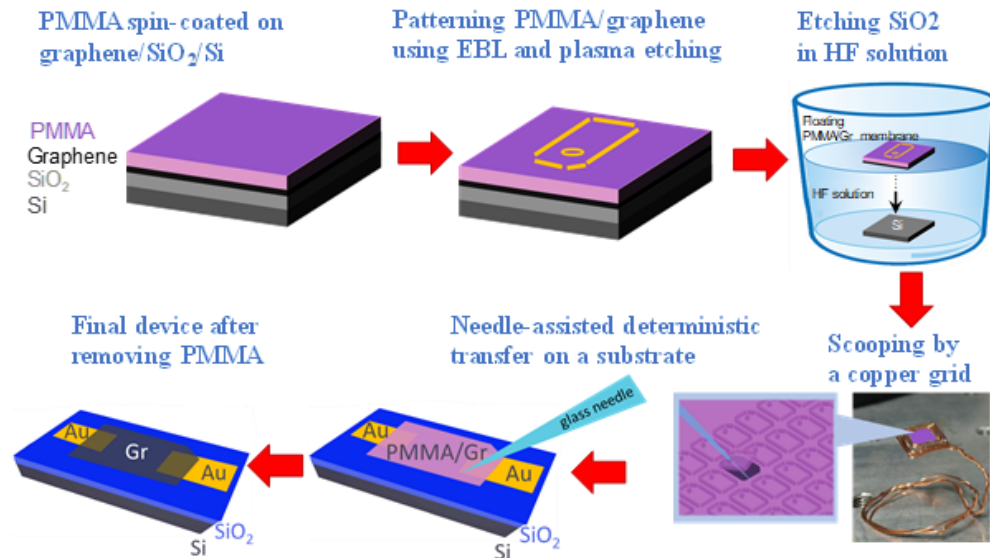 PMMA spin-coated on
graphene/SiO₂/Si
Patterning PMMA/graphene
using EBL and plasma etching
Etching SiO2
in HF solution
PMMA
Graphene
SiO₂
Si
Floating
PMMA/Gr membrane
HF solution
Si
Final device after
removing PMMA
Needle-assisted deterministic
transfer on a substrate
Scooping by
a copper grid
Au
Gr
Au
SiO₂
Si
Au
PMMA/Gr
glass needle
Au
SiO₂
Si